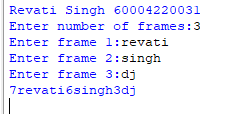 Revati Singh 60004220031
Enter number of frames:3
Enter frame 1:revati
Enter frame 2:singh
Enter frame 3:dj
7revati6singh3dj